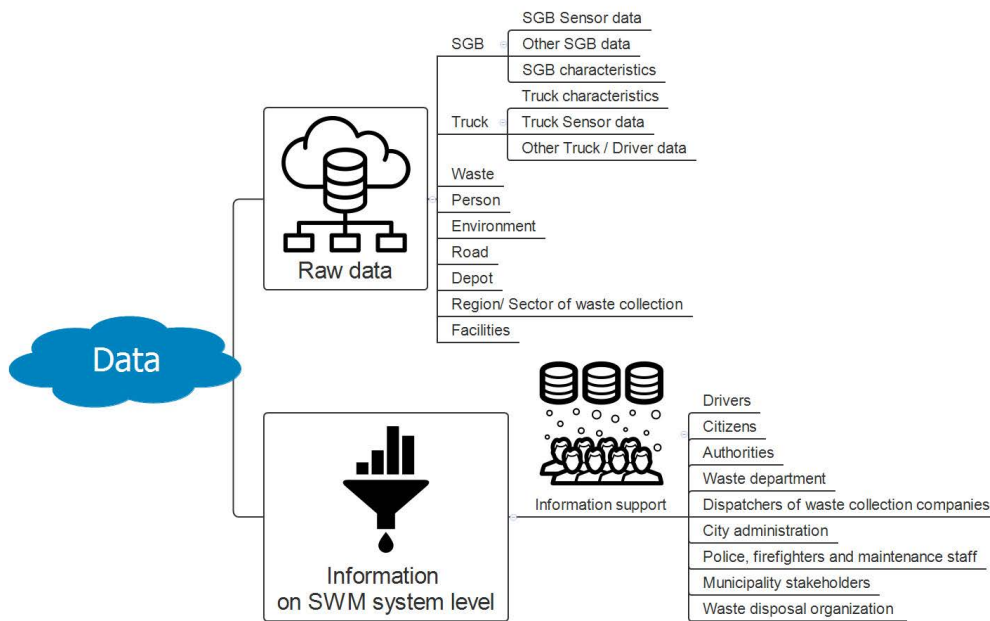 Data
Raw data
SGB
SGB Sensor data
Other SGB data
SGB characteristics
Truck
Truck characteristics
Truck Sensor data
Other Truck / Driver data
Waste
Person
Environment
Road
Depot
Region/ Sector of waste collection
Facilities
Information
on SWM system level
Information support
Drivers
Citizens
Authorities
Waste department
Dispatchers of waste collection companies
City administration
Police, firefighters and maintenance staff
Municipality stakeholders
Waste disposal organization